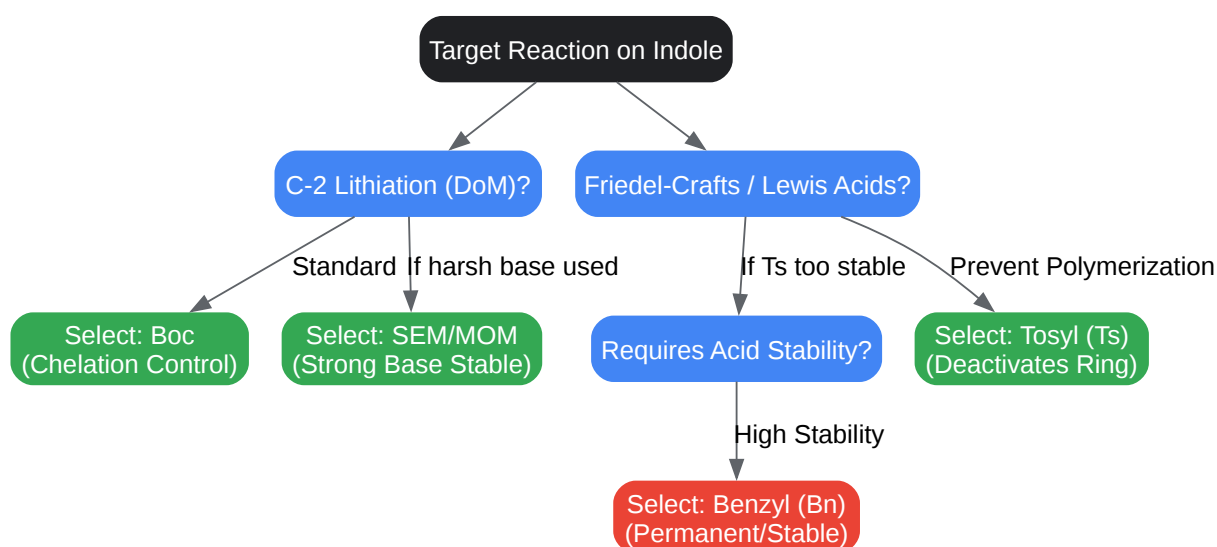 Target Reaction on Indole
C-2 Lithiation (DoM)?
Friedel-Crafts / Lewis Acids?
Standard
If harsh base used
If Ts too stable
Prevent Polymerization
Select: Boc
(Chelation Control)
Select: SEM/MOM
(Strong Base Stable)
Requires Acid Stability?
Select: Tosyl (Ts)
(Deactivates Ring)
High Stability
Select: Benzyl (Bn)
(Permanent/Stable)